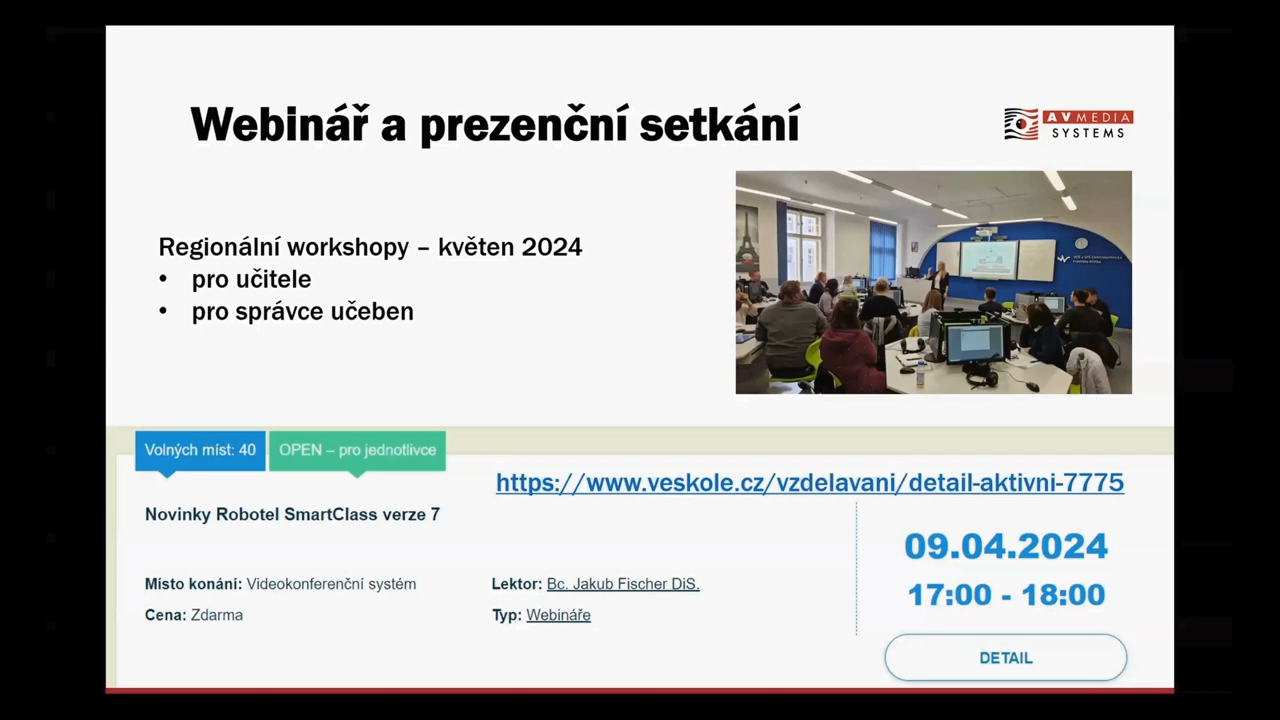 Webinář a prezenční setkání
AVMEDIA
SYSTEMS
Regionální workshopy – květen 2024
• pro učitele
• pro správce učeben
Volných míst: 40
OPEN – pro jednotlivce
https://www.veskole.cz/vzdelavani/detail-aktivni-7775
Novinky Robotel SmartClass verze 7
09.04.2024
Místo konání: Videokonferenční systém
Lektor: Bc. Jakub Fischer DiS.
17:00 - 18:00
Cena: Zdarma
Typ: Webináře
DETAIL